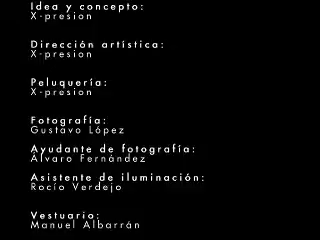 Idea y concepto:
X-presion
Dirección artística:
X-presion
Peluquería:
X-presion
Fotografía:
Gustavo López
Ayudante de fotografía:
Álvaro Fernández
Asistente de iluminación:
Rocío Verdejo
Vestuario:
Manuel Albarrán